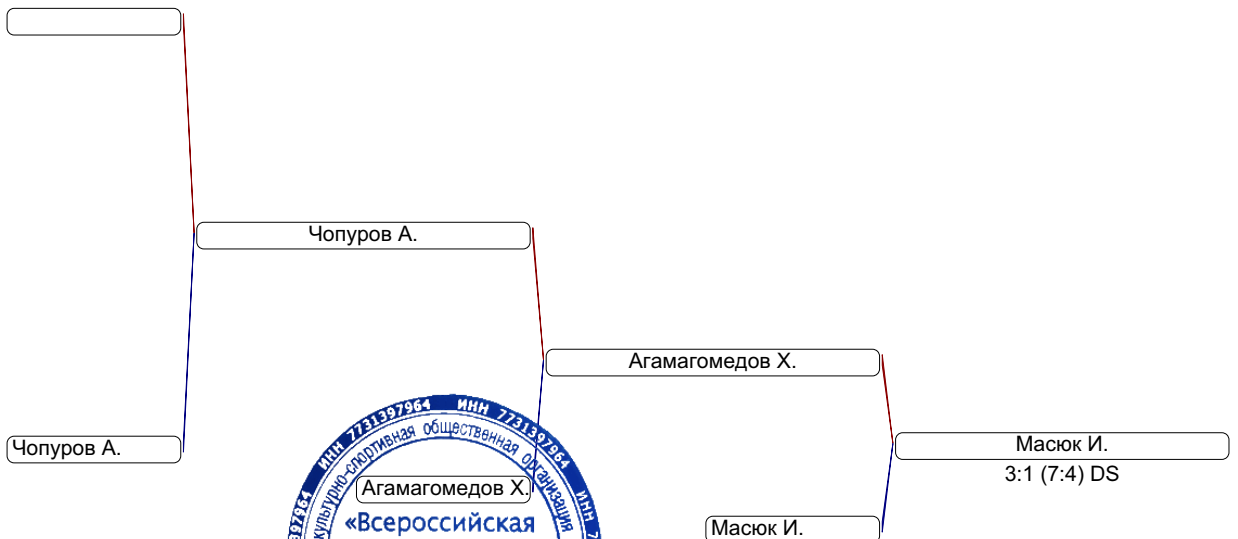 Чопуров А.
Агамагомедов Х.
Чопуров А.
Масюк И.
3:1 (7:4) DS
Агамагомедов Х.
Масюк И.
ИНН 7731397964 ИНН 7731397964
культурно-спортивная общественная организация
«Всероссийская